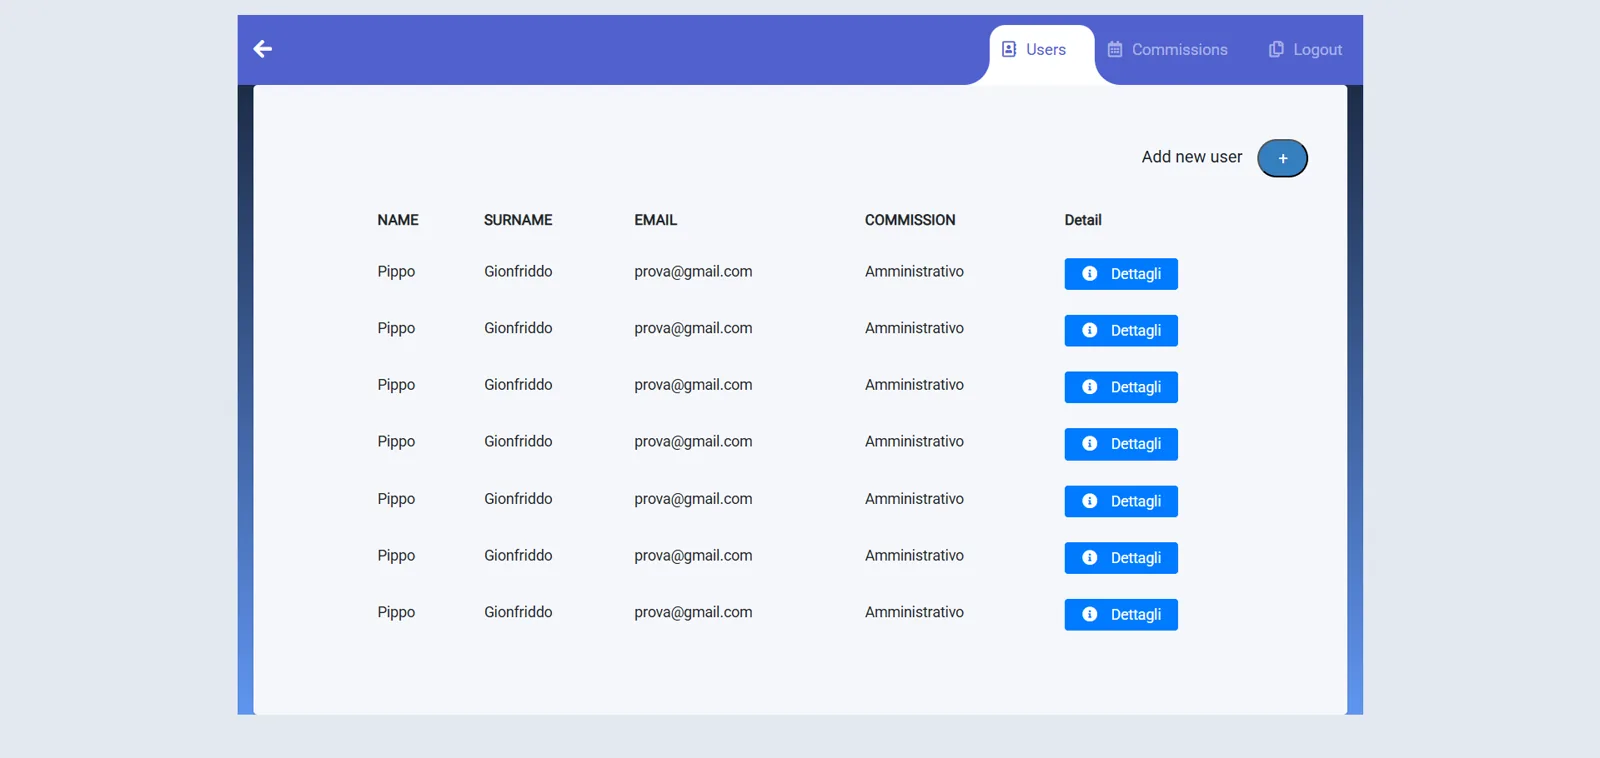 Users Commissions Logout
Add new user +
NAME SURNAME EMAIL COMMISSION Detail
Pippo Gionfriddo prova@gmail.com Amministrativo Dettagli
Pippo Gionfriddo prova@gmail.com Amministrativo Dettagli
Pippo Gionfriddo prova@gmail.com Amministrativo Dettagli
Pippo Gionfriddo prova@gmail.com Amministrativo Dettagli
Pippo Gionfriddo prova@gmail.com Amministrativo Dettagli
Pippo Gionfriddo prova@gmail.com Amministrativo Dettagli
Pippo Gionfriddo prova@gmail.com Amministrativo Dettagli